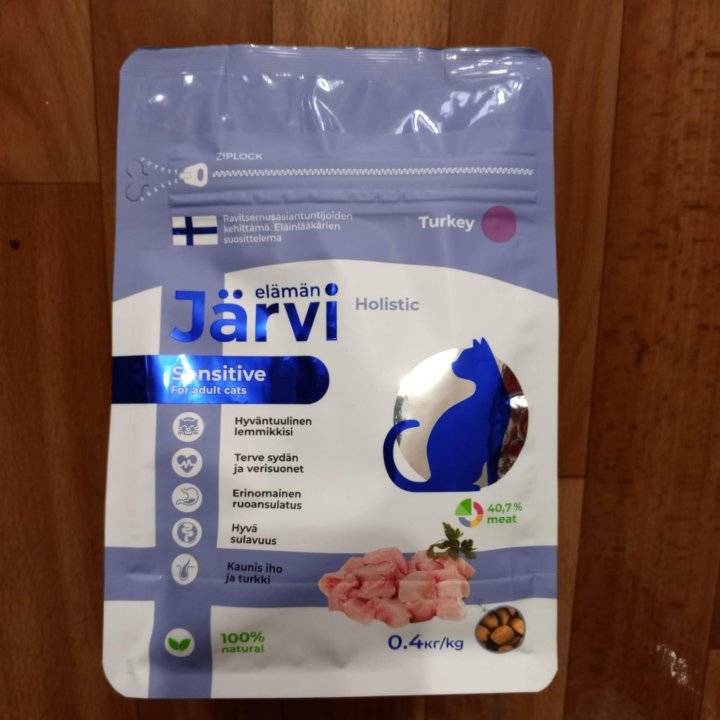 ZIPLOCK
Ravitsemusasiantuntijoiden
kehittämä. Eläinlääkärien
suosittelema
Turkey
elämän
Järvi
Holistic
Sensitive
For adult cats
Hyväntuulinen
lemmikkisi
Terve sydän
ja verisuonet
Erinomainen
ruoansulatus
Hyvä
sulavuus
Kaunis iho
ja turkki
40,7 %
meat
100%
natural
0.4кг/kg